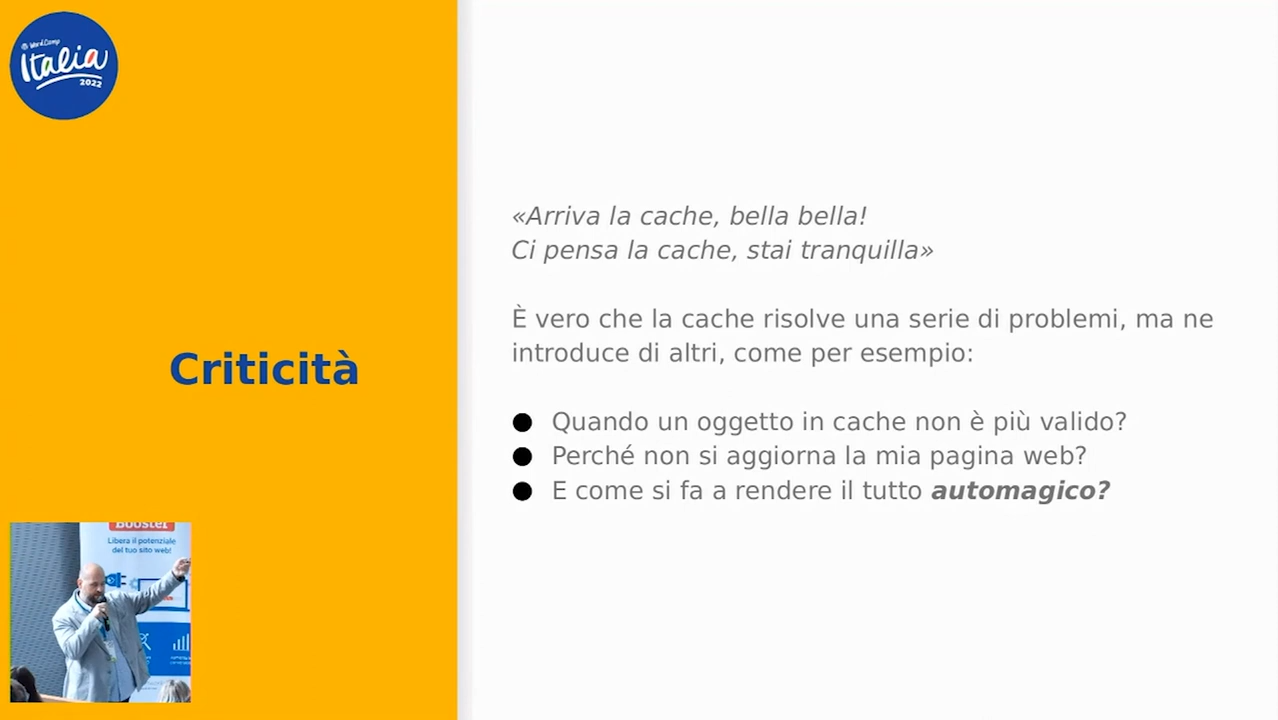 WordCamp
Italia
2022
Criticità
«Arriva la cache, bella bella!
Ci pensa la cache, stai tranquilla»
È vero che la cache risolve una serie di problemi, ma ne
introduce di altri, come per esempio:
● Quando un oggetto in cache non è più valido?
● Perché non si aggiorna la mia pagina web?
● E come si fa a rendere il tutto automagico?
Booster
Libera il potenziale
del tuo sito web!